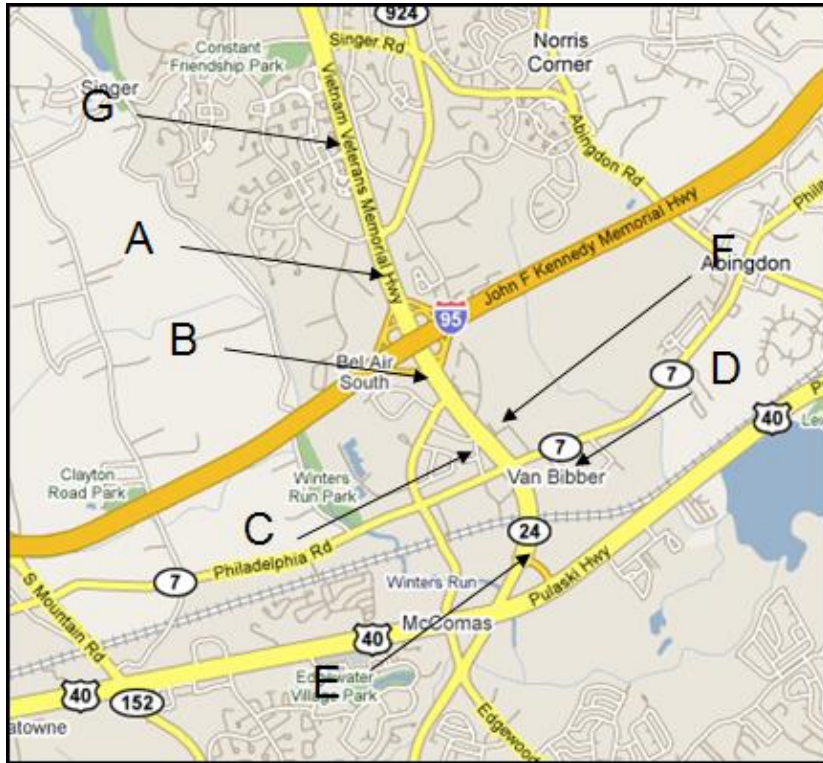 924
Singer Rd
Norris
Corner
Constant
Friendship Park
Singer
G
Vietnam Veterans Memorial Hwy
Abingdon Rd
A
John F Kennedy Memorial Hwy
F
Abingdon
95
B
Bel Air
South
7
D
40
7
Van Bibber
Clayton
Road Park
Winters
Run Park
C
24
Philadelphia Rd
7
S Mountain Rd
Winters Run
Pulaski Hwy
McComas
40
E
Edgewater
Village Park
40
152
Edgewood
atowne